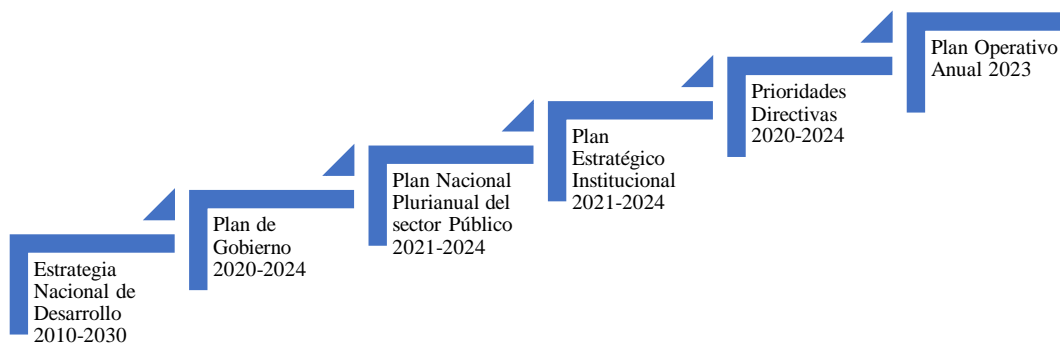 Estrategia
Nacional de
Desarrollo
2010-2030
Plan de
Gobierno
2020-2024
Plan Nacional
Plurianual del
sector Público
2021-2024
Plan
Estratégico
Institucional
2021-2024
Prioridades
Directivas
2020-2024
Plan Operativo
Anual 2023